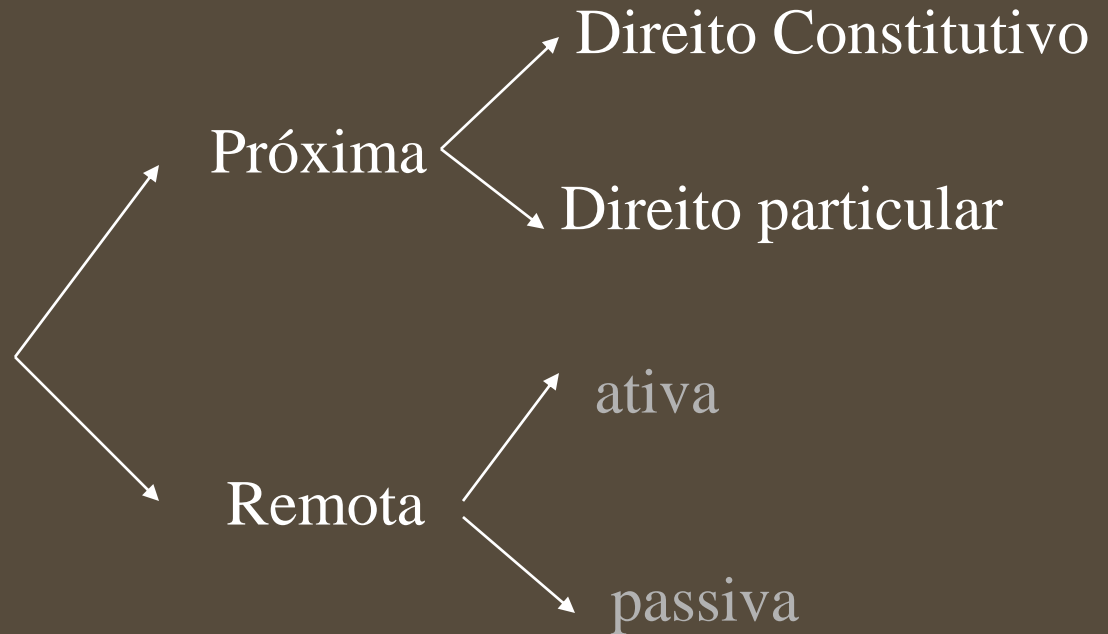 Direito Constitutivo
Próxima
Direito particular
ativa
Remota
passiva